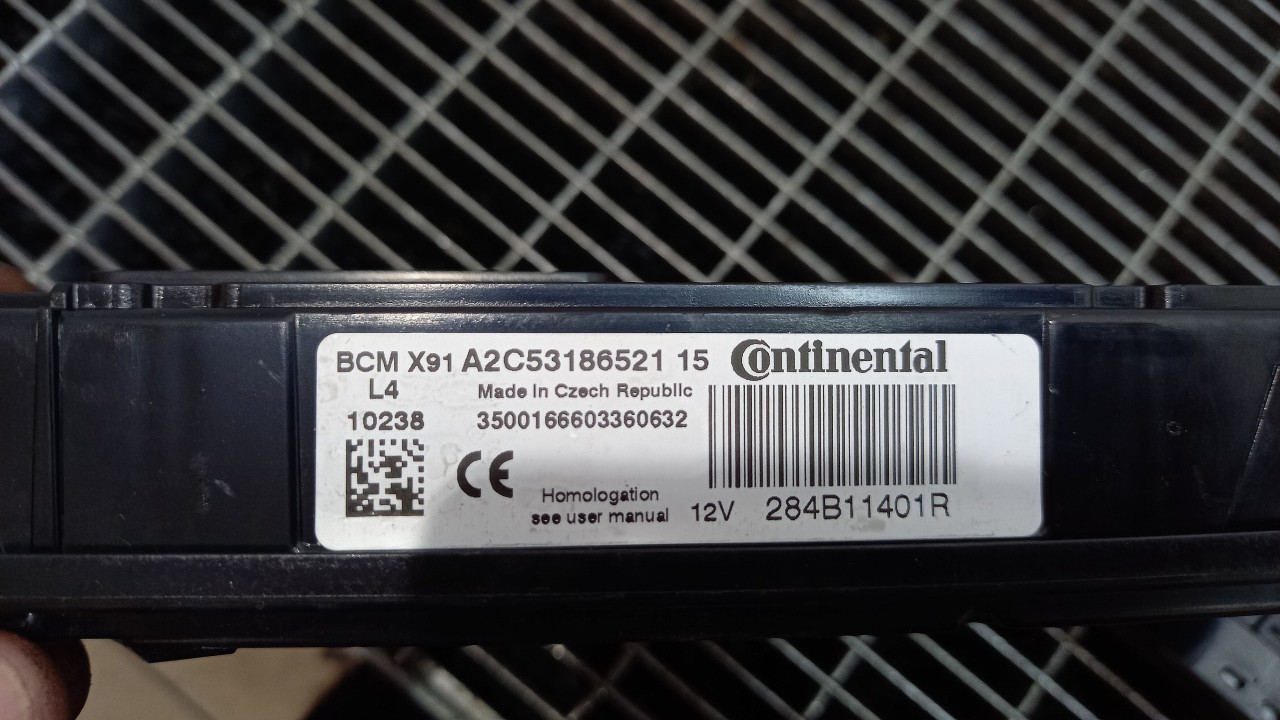 BCM X91 A2C53186521 15 Continental
L4 Made In Czech Republic
10238 3500166603360632
CE
Homologation
see user manual 12V 284B11401R